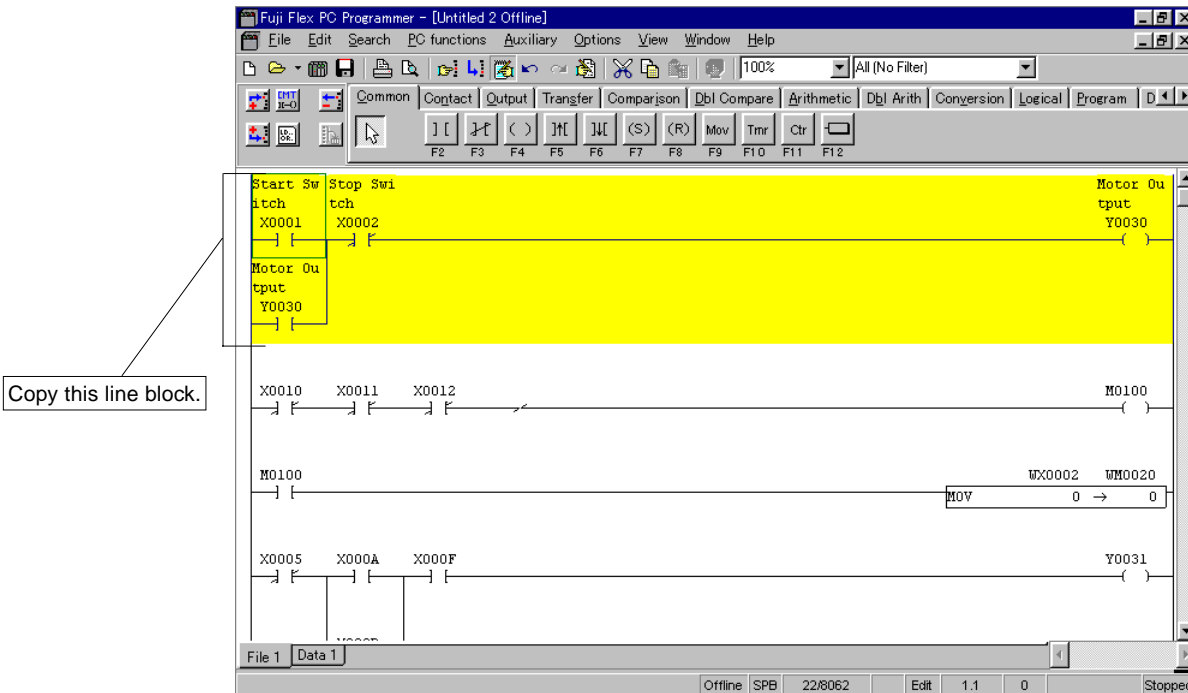 Fuji Flex PC Programmer - [Untitled 2 Offline]
File Edit Search PC functions Auxiliary Options View Window Help
100% All (No Filter)
CMT Common Contact Output Transfer Comparison Dbl Compare Arithmetic Dbl Arith Conversion Logical Program D
LD.. OR. ( ) (S) (R) Mov Tmr Ctr
F2 F3 F4 F5 F6 F7 F8 F9 F10 F11 F12
Start Sw Stop Swi Motor Ou
itch tch tput
X0001 X0002 Y0030
Motor Ou
tput
Y0030
Copy this line block.
X0010 X0011 X0012 M0100
M0100 WX0002 WM0020
MOV 0 → 0
X0005 X000A X000F Y0031
File 1 Data 1
Offline SPB 22/8062 Edit 1.1 0 Stopped